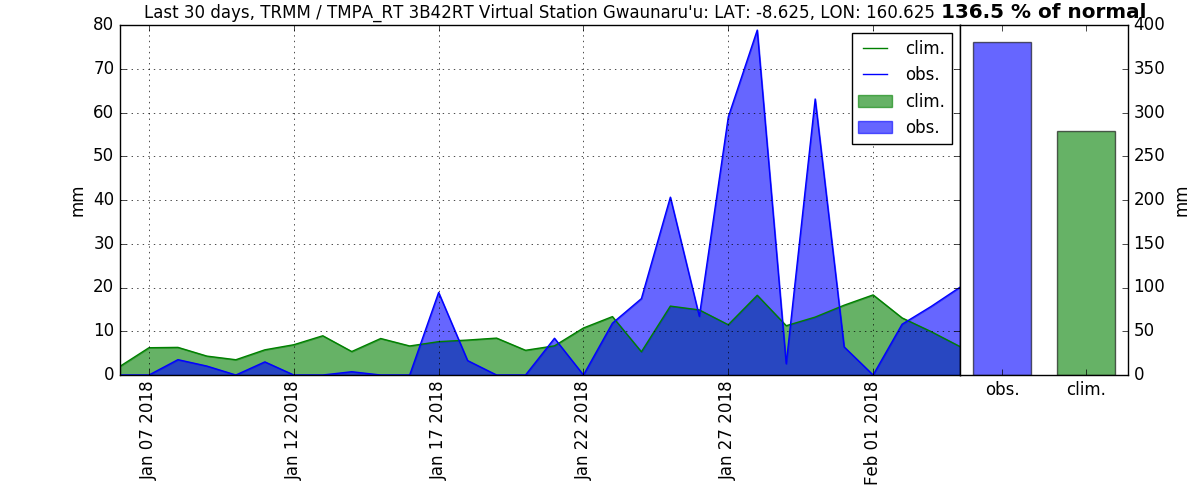 Last 30 days, TRMM / TMPA_RT 3B42RT Virtual Station Gwaunaru'u: LAT: -8.625, LON: 160.625 136.5 % of normal
80
70
60
50
40
30
20
10
0
mm
clim.
obs.
clim.
obs.
Jan 07 2018
Jan 12 2018
Jan 17 2018
Jan 22 2018
Jan 27 2018
Feb 01 2018
400
350
300
250
200
150
100
50
0
mm
obs.
clim.